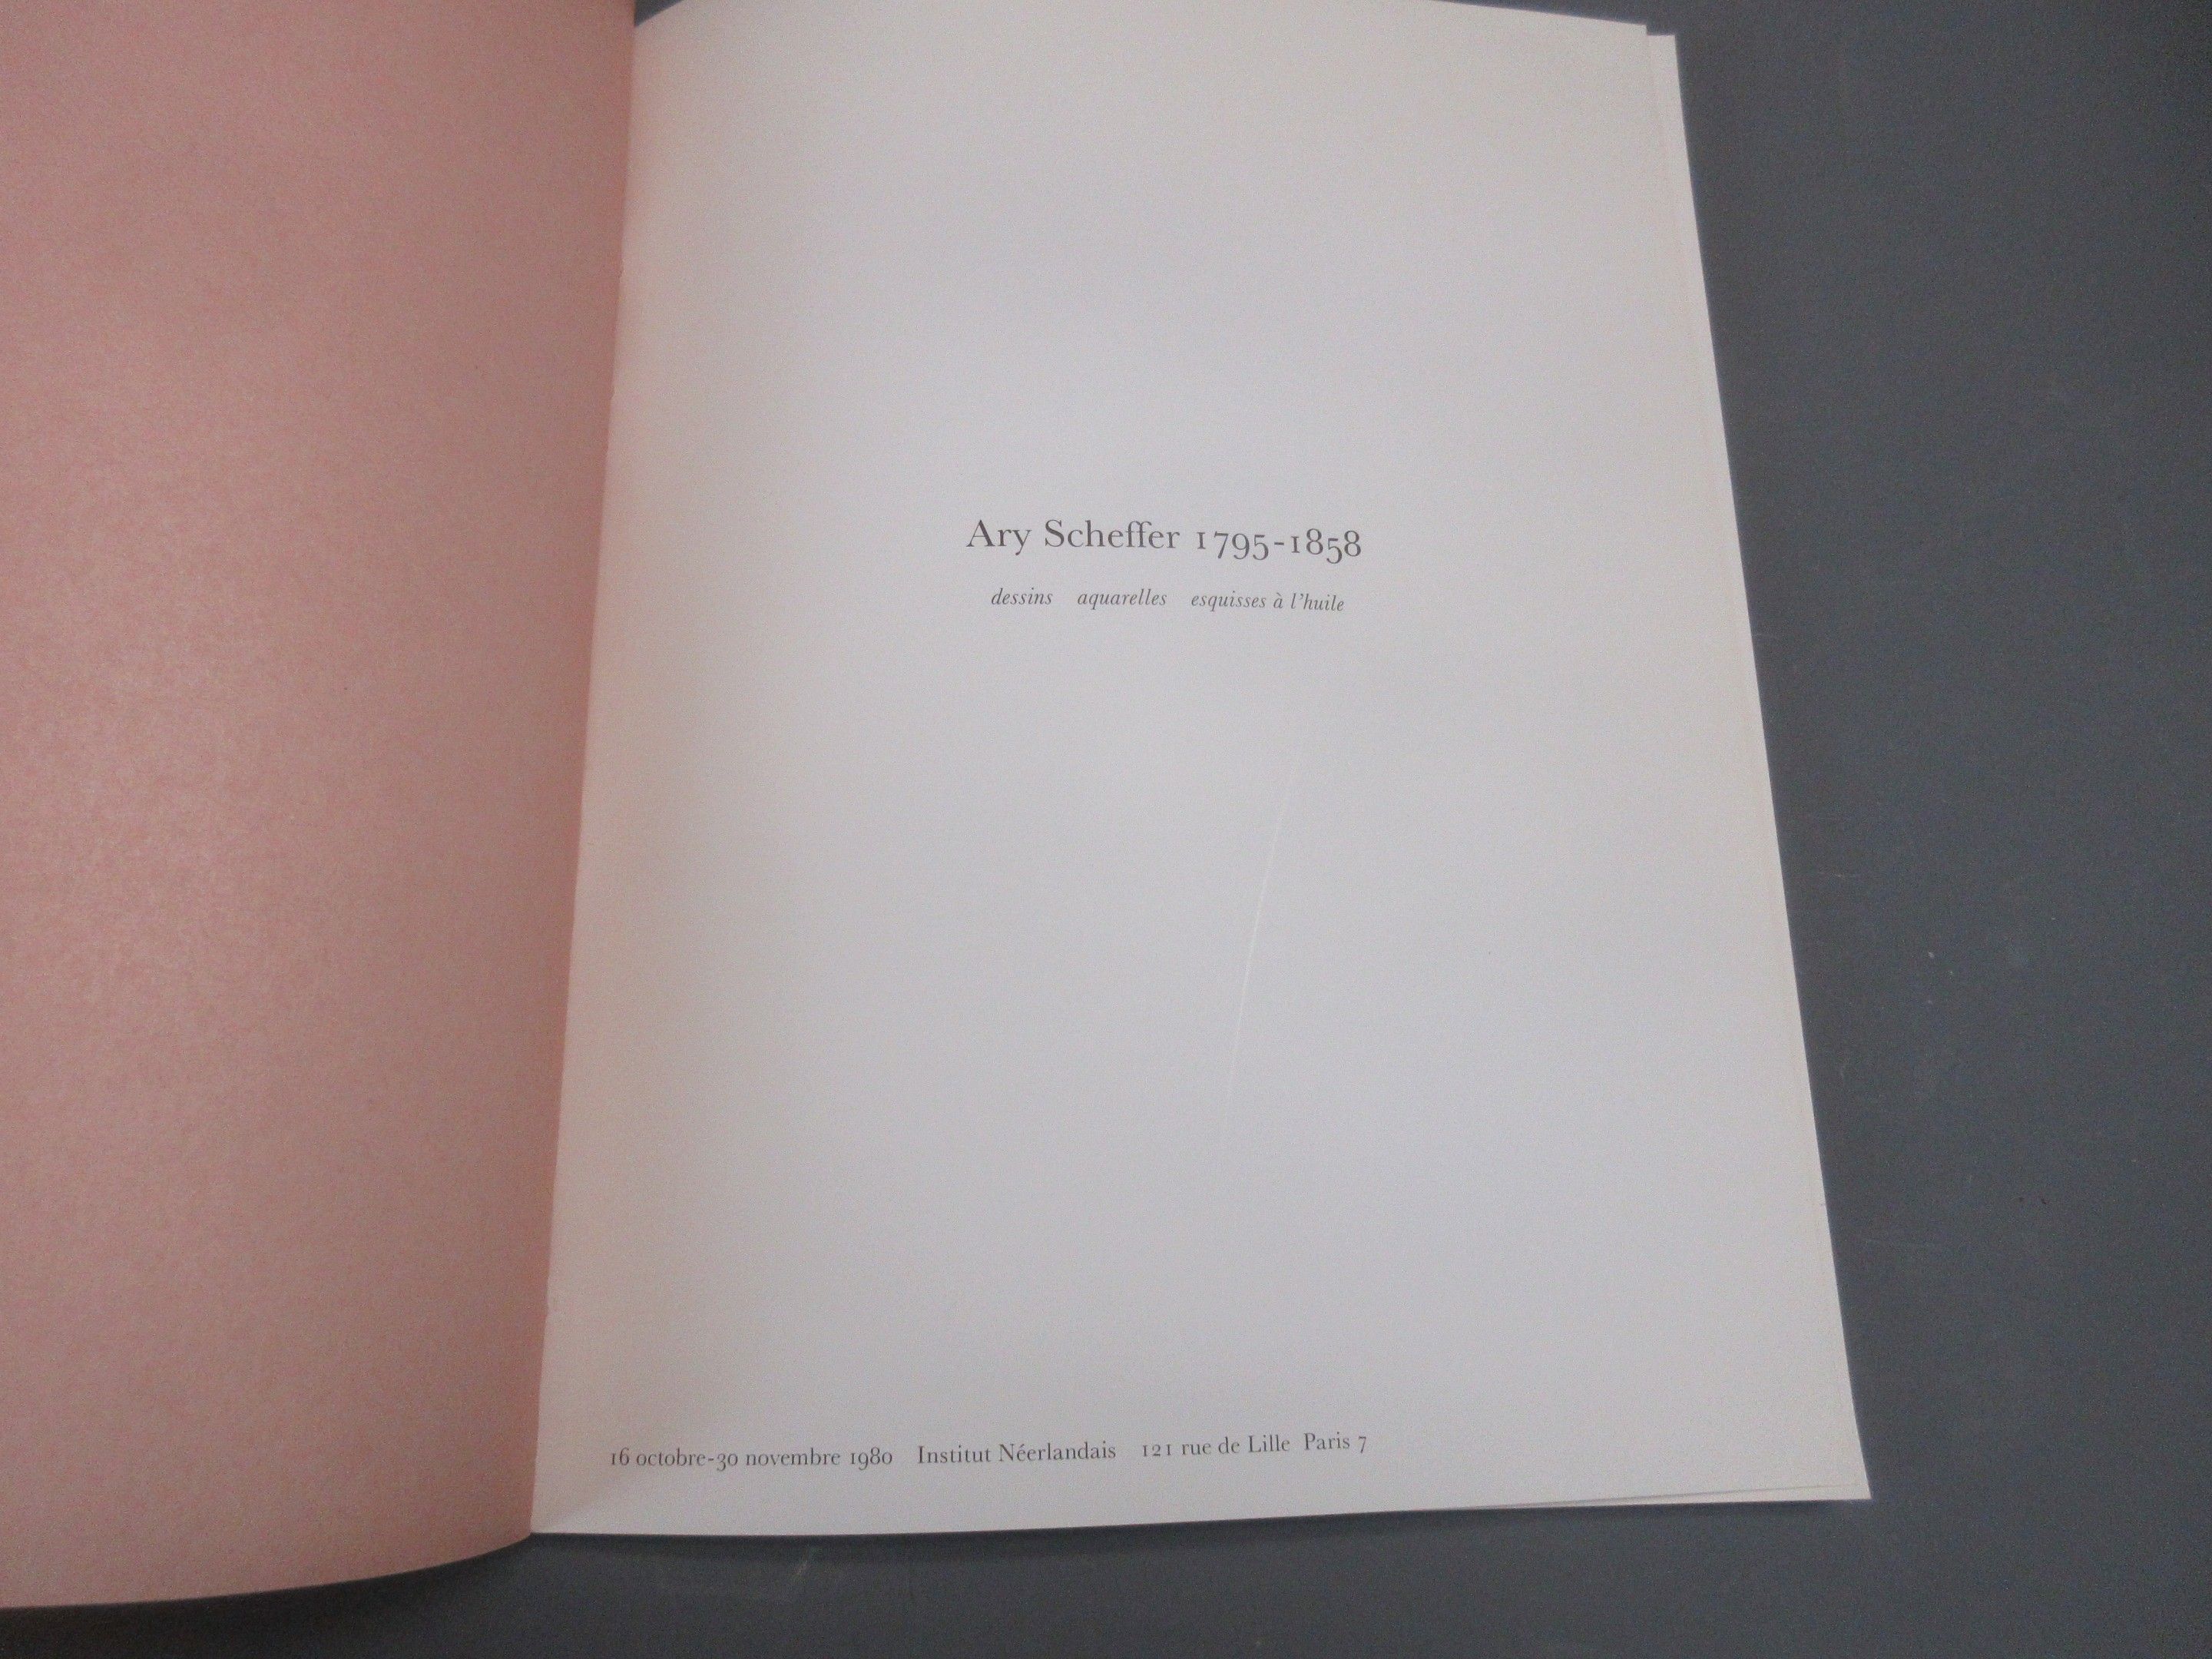 Ary Scheffer 1795-1858
dessins aquarelles esquisses à l'huile
16 octobre-30 novembre 1980 Institut Néerlandais 121 rue de Lille Paris 7